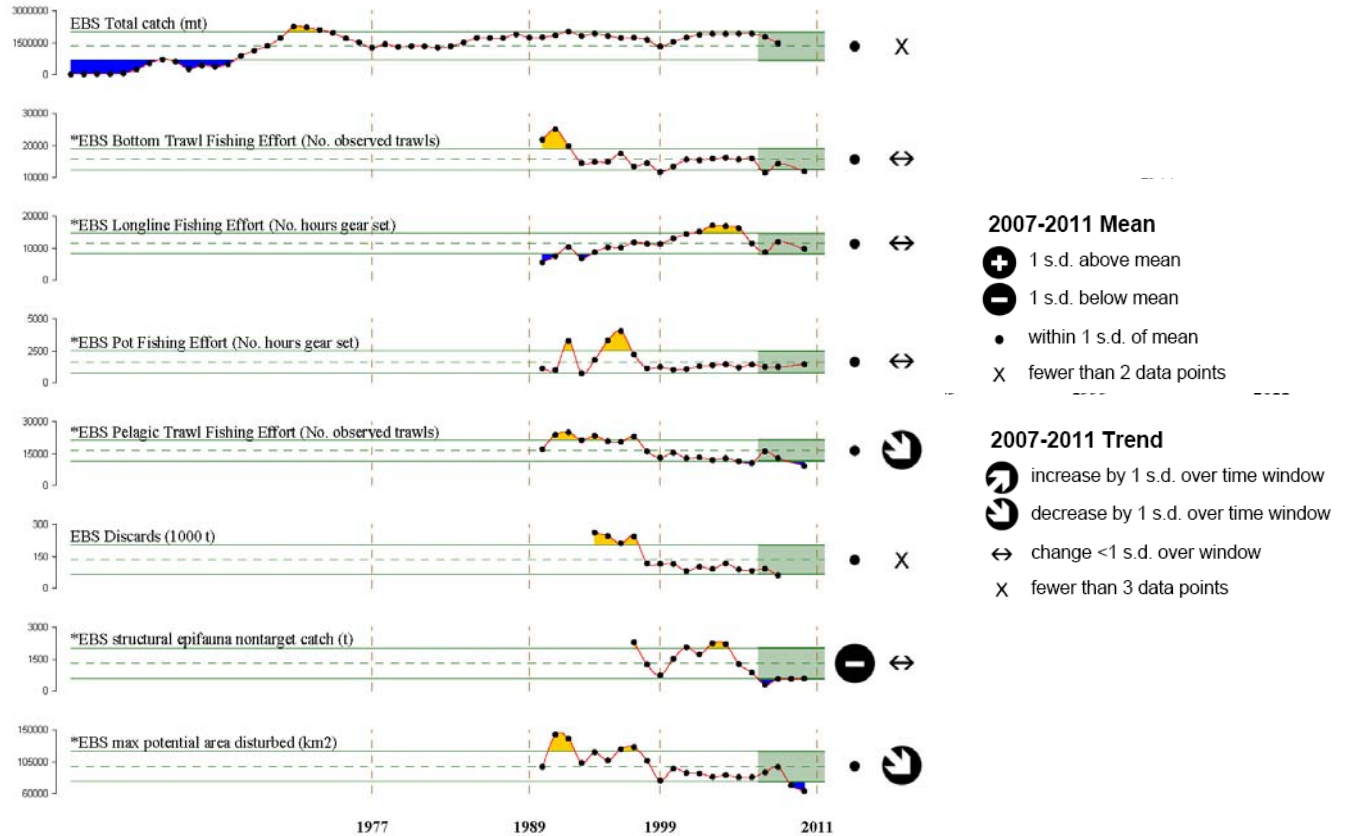 EBS Total catch (mt)
3000000
1500000
0
X
*EBS Bottom Trawl Fishing Effort (No. observed trawls)
30000
20000
10000
*EBS Longline Fishing Effort (No. hours gear set)
20000
10000
0
*EBS Pot Fishing Effort (No. hours gear set)
5000
2500
0
*EBS Pelagic Trawl Fishing Effort (No. observed trawls)
30000
15000
0
EBS Discards (1000 t)
300
150
0
X
*EBS structural epifauna nontarget catch (t)
3000
1500
0
*EBS max potential area disturbed (km2)
150000
105000
60000
1977 1989 1999 2011
2007-2011 Mean
1 s.d. above mean
1 s.d. below mean
within 1 s.d. of mean
X fewer than 2 data points
2007-2011 Trend
increase by 1 s.d. over time window
decrease by 1 s.d. over time window
change <1 s.d. over window
X fewer than 3 data points